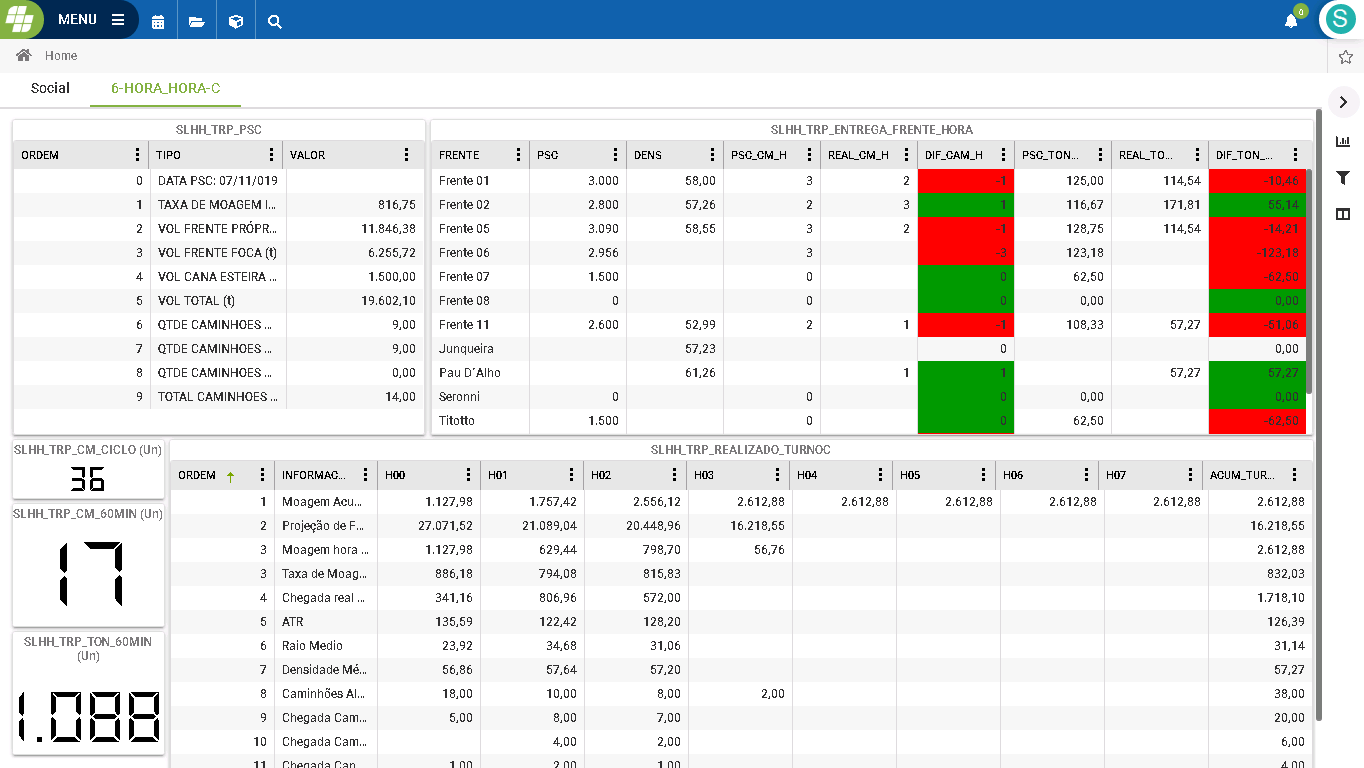 MENU
0
S
Home
Social 6-HORA_HORA-C
SLHH_TRP_PSC
ORDEM TIPO VALOR
0 DATA PSC: 07/11/019
1 TAXA DE MOAGEM I... 816,75
2 VOL FRENTE PRÓPR... 11.846,38
3 VOL FRENTE FOCA (t) 6.255,72
4 VOL CANA ESTEIRA ... 1.500,00
5 VOL TOTAL (t) 19.602,10
6 QTDE CAMINHOES ... 9,00
7 QTDE CAMINHOES ... 9,00
8 QTDE CAMINHOES ... 0,00
9 TOTAL CAMINHOES ... 14,00
SLHH_TRP_ENTREGA_FRENTE_HORA
FRENTE PSC DENS PSC_CM_H REAL_CM_H DIF_CAM_H PSC_TON... REAL_TO... DIF_TON_...
Frente 01 3.000 58,00 3 2 -1 125,00 114,54 -10,46
Frente 02 2.800 57,26 2 3 1 116,67 171,81 55,14
Frente 05 3.090 58,55 3 2 -1 128,75 114,54 -14,21
Frente 06 2.956 3 -3 123,18 -123,18
Frente 07 1.500 0 0 62,50 -62,50
Frente 08 0 0 0 0,00 0,00
Frente 11 2.600 52,99 2 1 -1 108,33 57,27 -51,06
Junqueira 57,23 0 0,00
Pau D´Alho 61,26 1 1 57,27 57,27
Seronni 0 0 0 0,00 0,00
Titotto 1.500 0 0 62,50 -62,50
SLHH_TRP_CM_CICLO (Un)
36
SLHH_TRP_CM_60MIN (Un)
17
SLHH_TRP_TON_60MIN
(Un)
1.088
SLHH_TRP_REALIZADO_TURNOC
ORDEM INFORMAC... H00 H01 H02 H03 H04 H05 H06 H07 ACUM_TUR...
1 Moagem Acu... 1.127,98 1.757,42 2.556,12 2.612,88 2.612,88 2.612,88 2.612,88 2.612,88 2.612,88
2 Projeção de F... 27.071,52 21.089,04 20.448,96 16.218,55 16.218,55
3 Moagem hora ... 1.127,98 629,44 798,70 56,76 2.612,88
3 Taxa de Moag... 886,18 794,08 815,83 832,03
4 Chegada real ... 341,16 806,96 572,00 1.718,10
5 ATR 135,59 122,42 128,20 126,39
6 Raio Medio 23,92 34,68 31,06 31,14
7 Densidade Mé... 56,86 57,64 57,20 57,27
8 Caminhões Al... 18,00 10,00 8,00 2,00 38,00
9 Chegada Cam... 5,00 8,00 7,00 20,00
10 Chegada Cam... 4,00 2,00 6,00
11 Chegada Can... 1,00 2,00 1,00 4,00